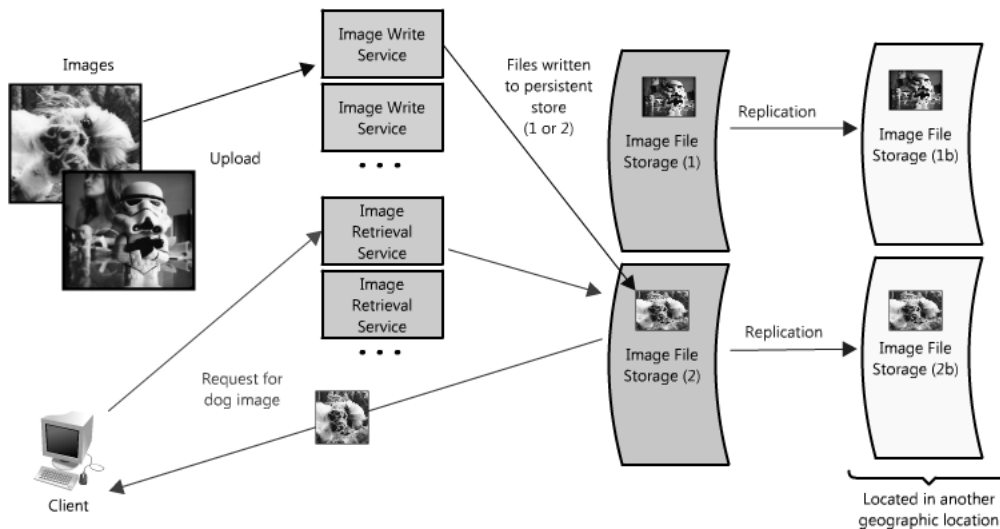 Images
Upload
Image Write
Service
Image Write
Service
• • •
Image
Retrieval
Service
Image
Retrieval
Service
• • •
Files written
to persistent
store
(1 or 2)
Image File
Storage (1)
Replication
Image File
Storage (1b)
Image File
Storage (2)
Replication
Image File
Storage (2b)
Request for
dog image
Client
Located in another
geographic location